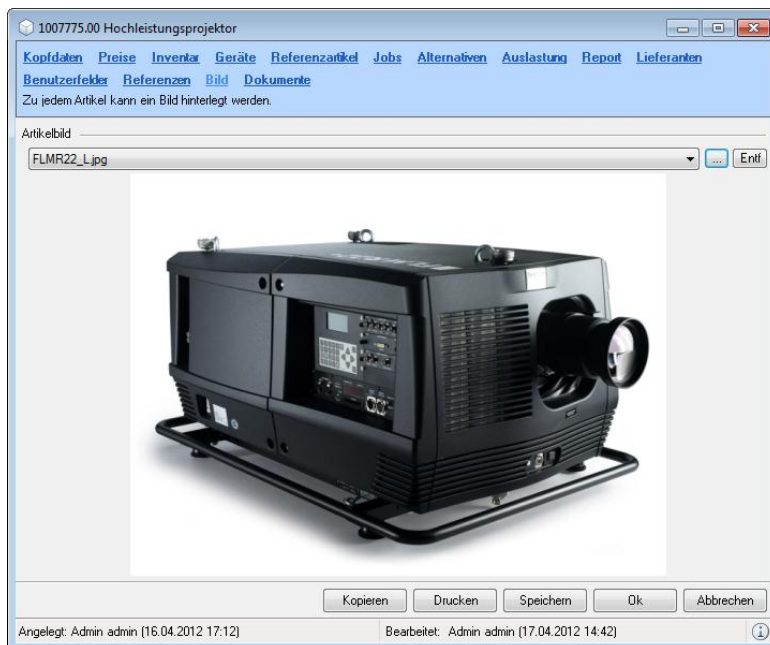 1007775.00 Hochleistungsprojektor
Kopfdaten Preise Inventar Geräte Referenzartikel Jobs Alternativen Auslastung Report Lieferanten
Benutzerfelder Referenzen Bild Dokumente
Zu jedem Artikel kann ein Bild hinterlegt werden.
Artikelbild
FLMR22_L.jpg ... Entf
Kopieren Drucken Speichern Ok Abbrechen
Angelegt: Admin admin (16.04.2012 17:12) Bearbeitet: Admin admin (17.04.2012 14:42)